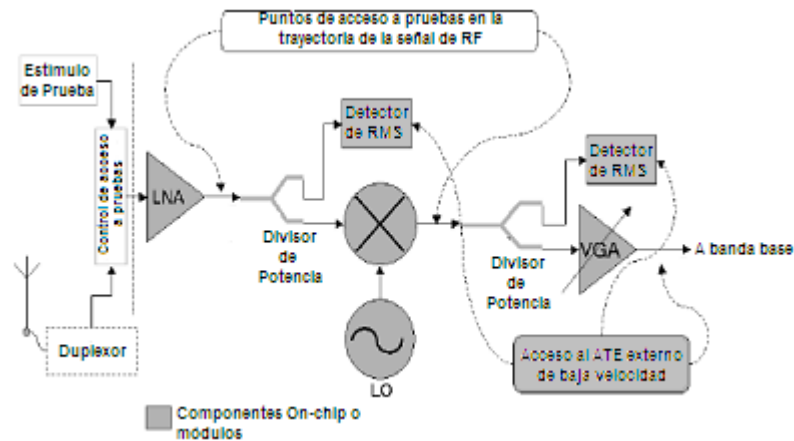 Puntos de acceso a pruebas en la
trayectoria de la señal de RF
Estímulo
de Prueba
Control de acceso
a pruebas
LNA
Detector
de RMS
Detector
de RMS
Divisor
de
Potencia
Divisor
de
Potencia
VGA
A banda base
Duplexor
LO
Acceso al ATE externo
de baja velocidad
Componentes On-chip o
módulos